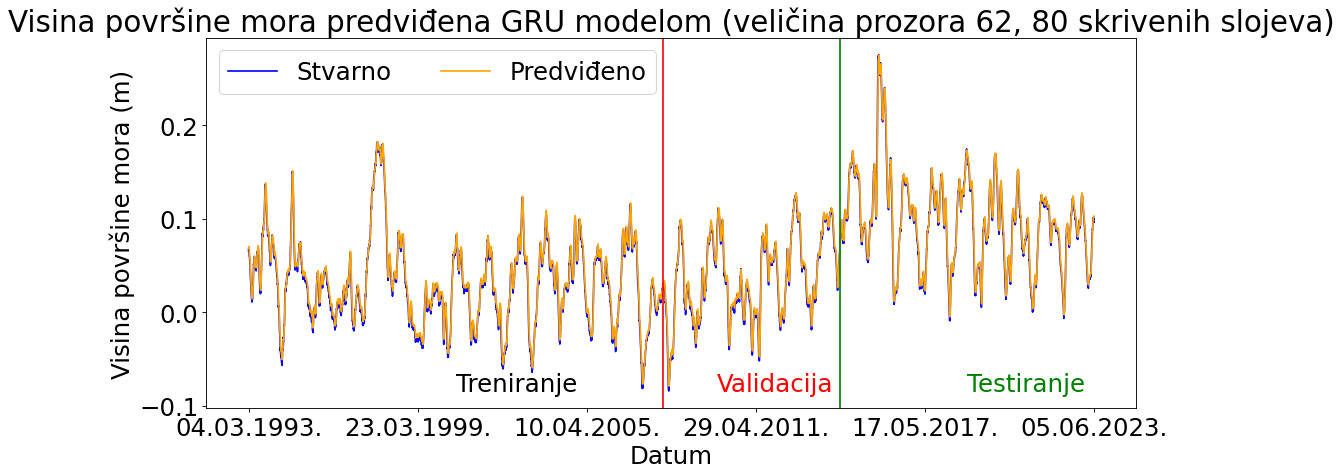 Visina površine mora predviđena GRU modelom (veličina prozora 62, 80 skrivenih slojeva)
Stvarno
Predviđeno
Visina površine mora (m)
0.2
0.1
0.0
−0.1
Treniranje
Validacija
Testiranje
04.03.1993.
23.03.1999.
10.04.2005.
29.04.2011.
17.05.2017.
05.06.2023.
Datum